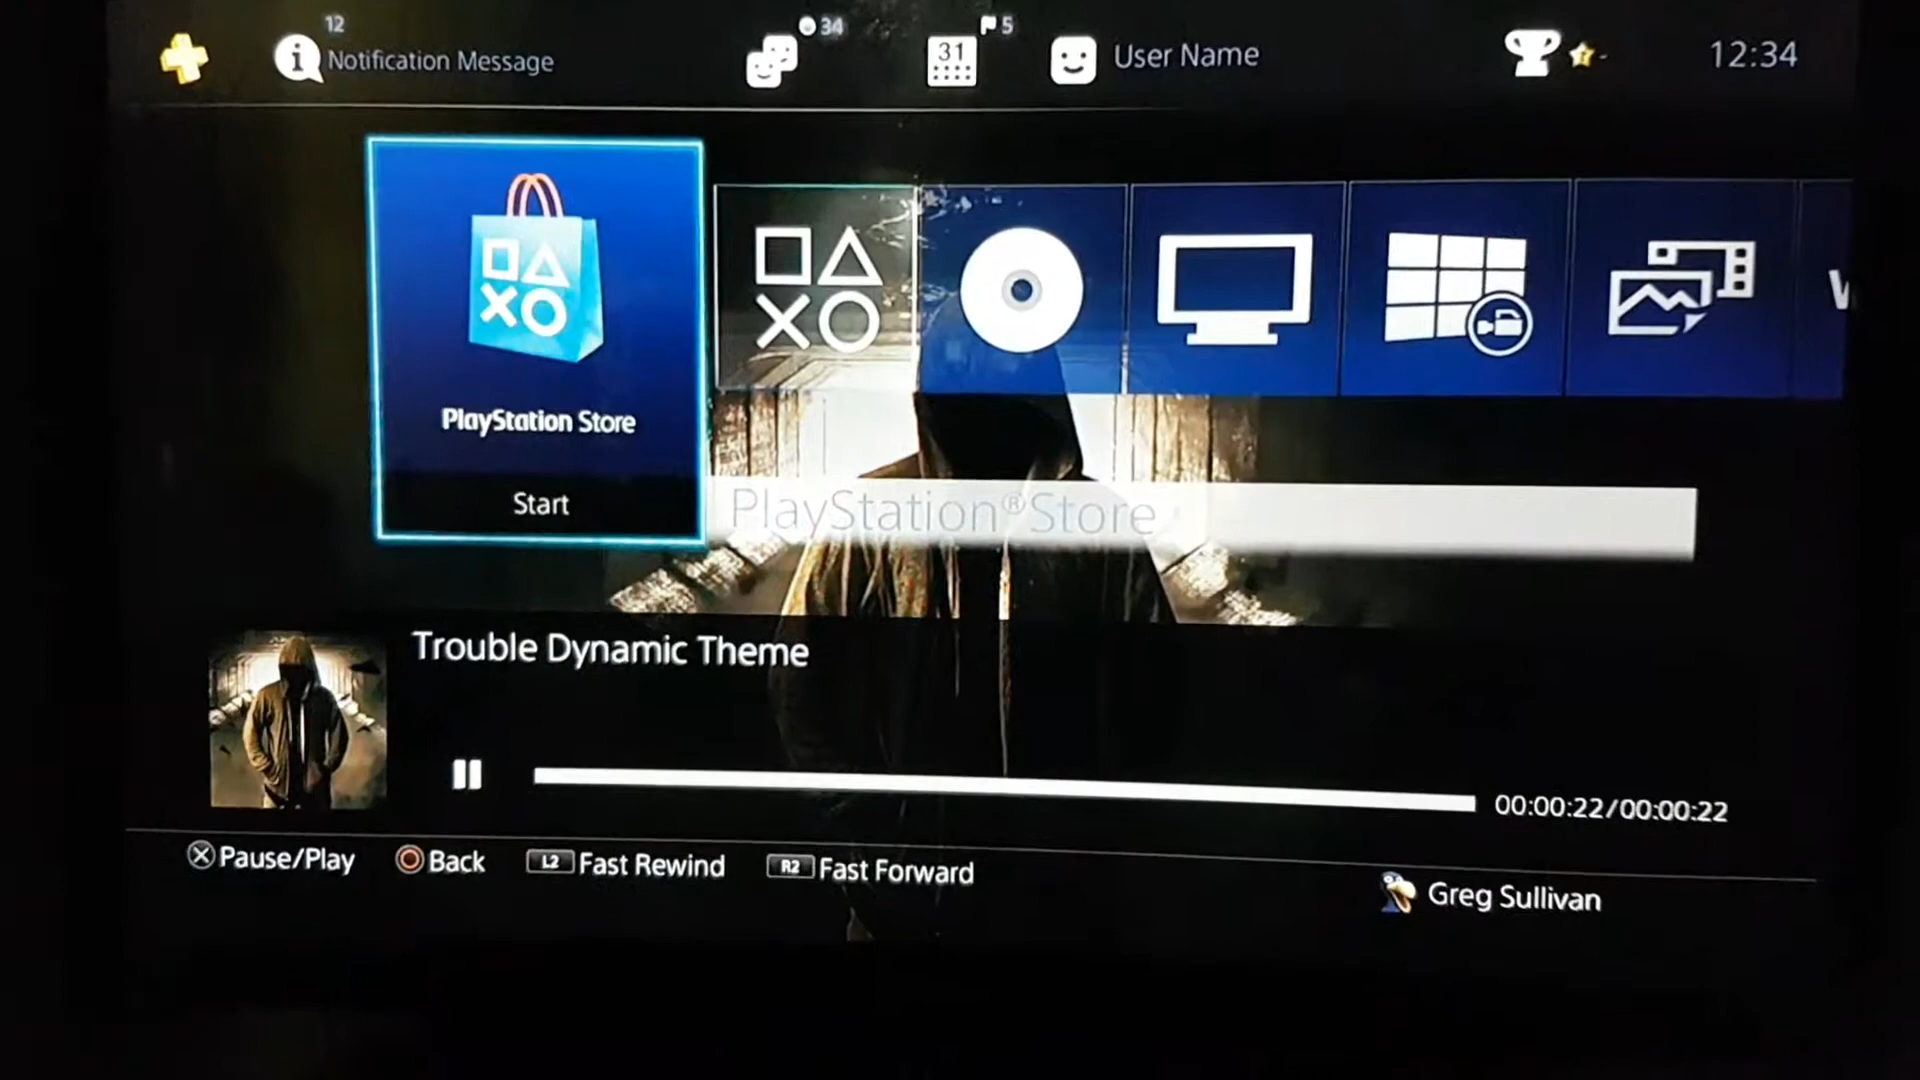 12
Notification Message
34
31
5
User Name
12:34
PlayStation Store
Start
PlayStation®Store
Trouble Dynamic Theme
00:00:22/00:00:22
Pause/Play
Back
L2 Fast Rewind
R2 Fast Forward
Greg Sullivan